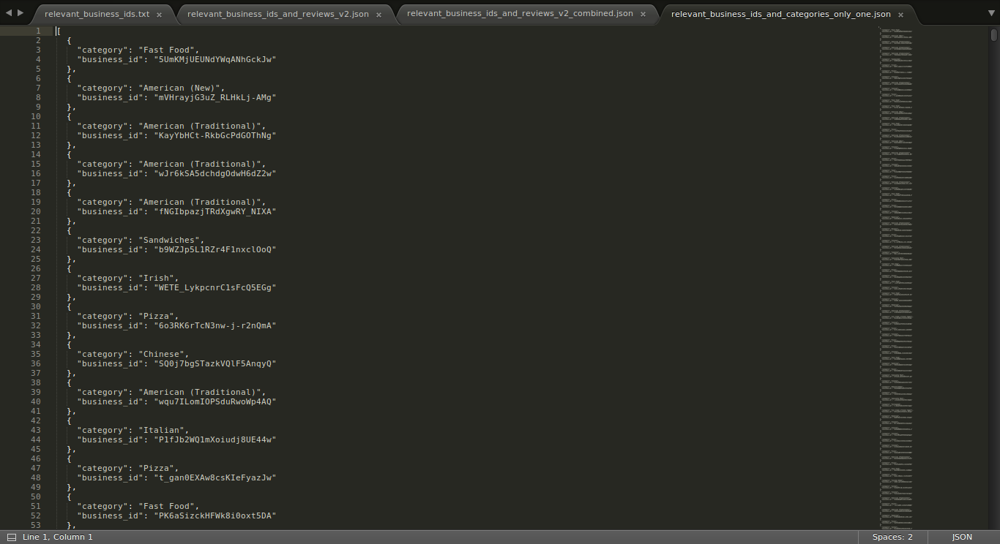 relevant_business_ids.txt × relevant_business_ids_and_reviews_v2.json × relevant_business_ids_and_reviews_v2_combined.json × relevant_business_ids_and_categories_only_one.json ×
1 [
2 {
3 "category": "Fast Food",
4 "business_id": "5UmKMjUEUNdYWqANhGckJw"
5 },
6 {
7 "category": "American (New)",
8 "business_id": "mVHrayjG3uZ_RLHkLj-AMg"
9 },
10 {
11 "category": "American (Traditional)",
12 "business_id": "KayYbHCt-RkbGcPdGOThNg"
13 },
14 {
15 "category": "American (Traditional)",
16 "business_id": "wJr6kSA5dchdgOdwH6dZ2w"
17 },
18 {
19 "category": "American (Traditional)",
20 "business_id": "fNGIbpazjTRdXgwRY_NIXA"
21 },
22 {
23 "category": "Sandwiches",
24 "business_id": "b9WZJp5L1RZr4F1nxclOoQ"
25 },
26 {
27 "category": "Irish",
28 "business_id": "WETE_LykpcnrC1sFcQ5EGg"
29 },
30 {
31 "category": "Pizza",
32 "business_id": "6o3RK6rTcN3nw-j-r2nQmA"
33 },
34 {
35 "category": "Chinese",
36 "business_id": "SQ0j7bgSTazkVQlF5AnqyQ"
37 },
38 {
39 "category": "American (Traditional)",
40 "business_id": "wqu7ILomIOPSduRwoWp4AQ"
41 },
42 {
43 "category": "Italian",
44 "business_id": "P1fJb2WQ1mXoiudj8UE44w"
45 },
46 {
47 "category": "Pizza",
48 "business_id": "t_gan0EXAw8csKIeFyazJw"
49 },
50 {
51 "category": "Fast Food",
52 "business_id": "PK6aSizckHFWk8i0oxt5DA"
53 },
Line 1, Column 1 Spaces: 2 JSON